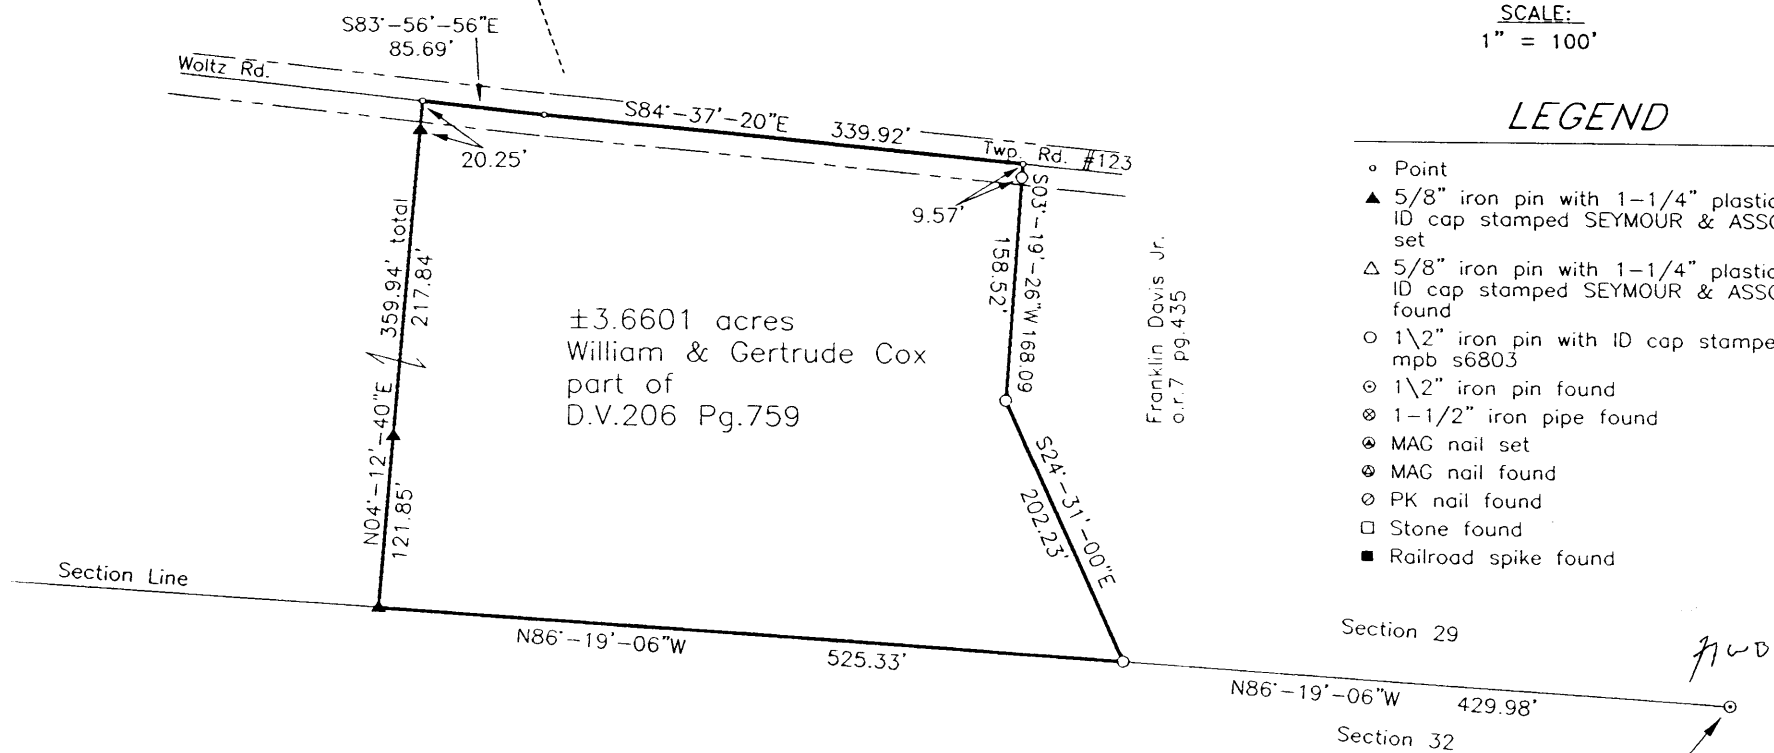 SCALE:
1" = 100'
S83°-56'-56"E
85.69'
Woltz Rd.
S84°-37'-20"E 339.92'
Twp. Rd. #123
20.25'
9.57'
359.94' total
217.84'
N04°-12'-40"E
121.85'
S03°-19'-26"W 168.09
158.52'
S24°-31'-00"E
202.23'
±3.6601 acres
William & Gertrude Cox
part of
D.V.206 Pg.759
Franklin Davis Jr.
o.r.7 pg.435
Section Line
N86°-19'-06"W 525.33'
N86°-19'-06"W 429.98'
Section 29
Section 32
LEGEND
Point
5/8" iron pin with 1-1/4" plastic
ID cap stamped SEYMOUR & ASSO
set
5/8" iron pin with 1-1/4" plastic
ID cap stamped SEYMOUR & ASSO
found
1\2" iron pin with ID cap stampe
mpb s6803
1\2" iron pin found
1-1/2" iron pipe found
MAG nail set
MAG nail found
PK nail found
Stone found
Railroad spike found